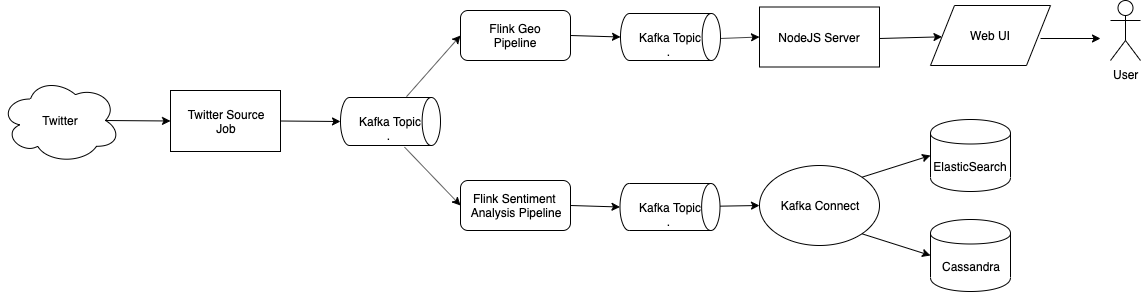 Twitter
Twitter Source
Job
Kafka Topic
.
Flink Geo
Pipeline
Kafka Topic
.
NodeJS Server
Web UI
User
Flink Sentiment
Analysis Pipeline
Kafka Topic
.
Kafka Connect
ElasticSearch
Cassandra